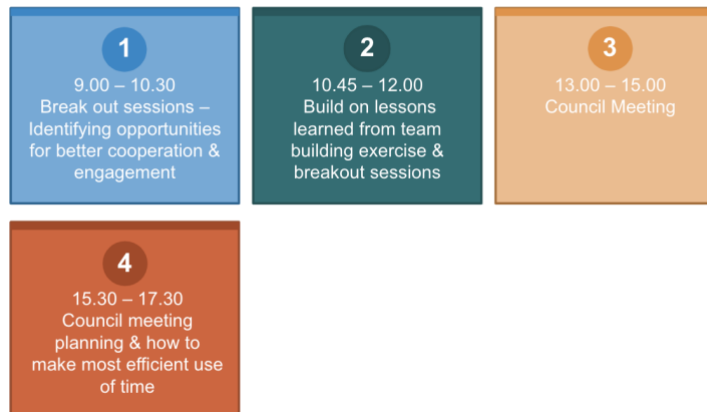 1
9.00 – 10.30
Break out sessions –
Identifying opportunities
for better cooperation &
engagement
2
10.45 – 12.00
Build on lessons
learned from team
building exercise &
breakout sessions
3
13.00 – 15.00
Council Meeting
4
15.30 – 17.30
Council meeting
planning & how to
make most efficient use
of time